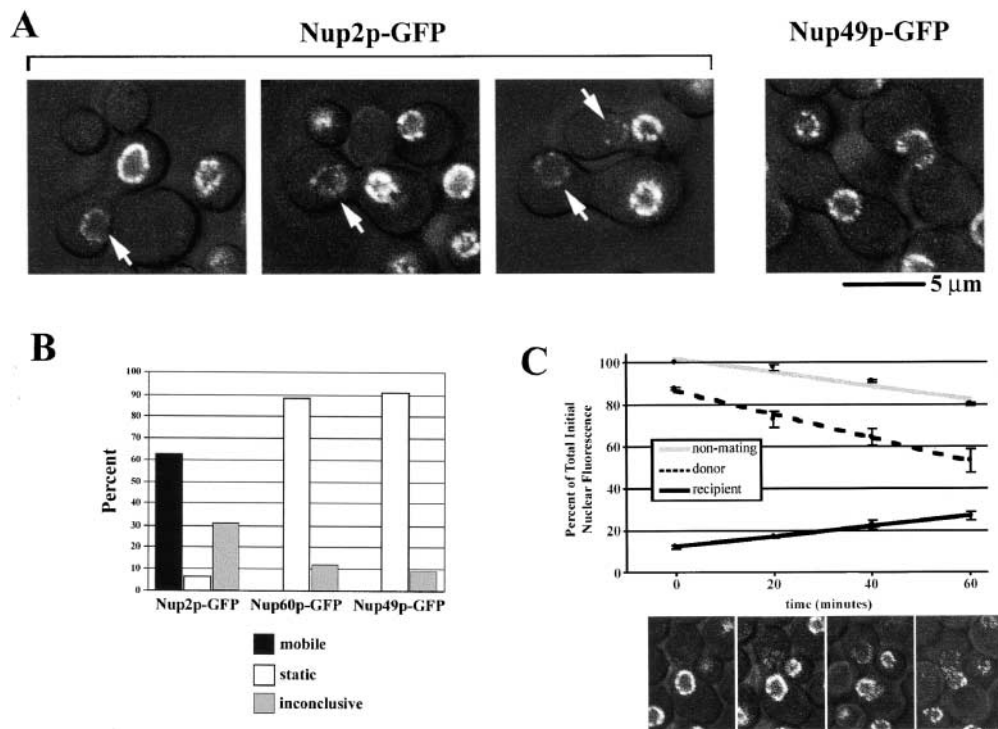 A
Nup2p-GFP
Nup49p-GFP
5 μm
B
Percent
100
90
80
70
60
50
40
30
20
10
0
Nup2p-GFP Nup60p-GFP Nup49p-GFP
mobile
static
inconclusive
C
Percent of Total Initial
Nuclear Fluorescence
100
80
60
40
20
0
non-mating
donor
recipient
0 20 40 60
time (minutes)